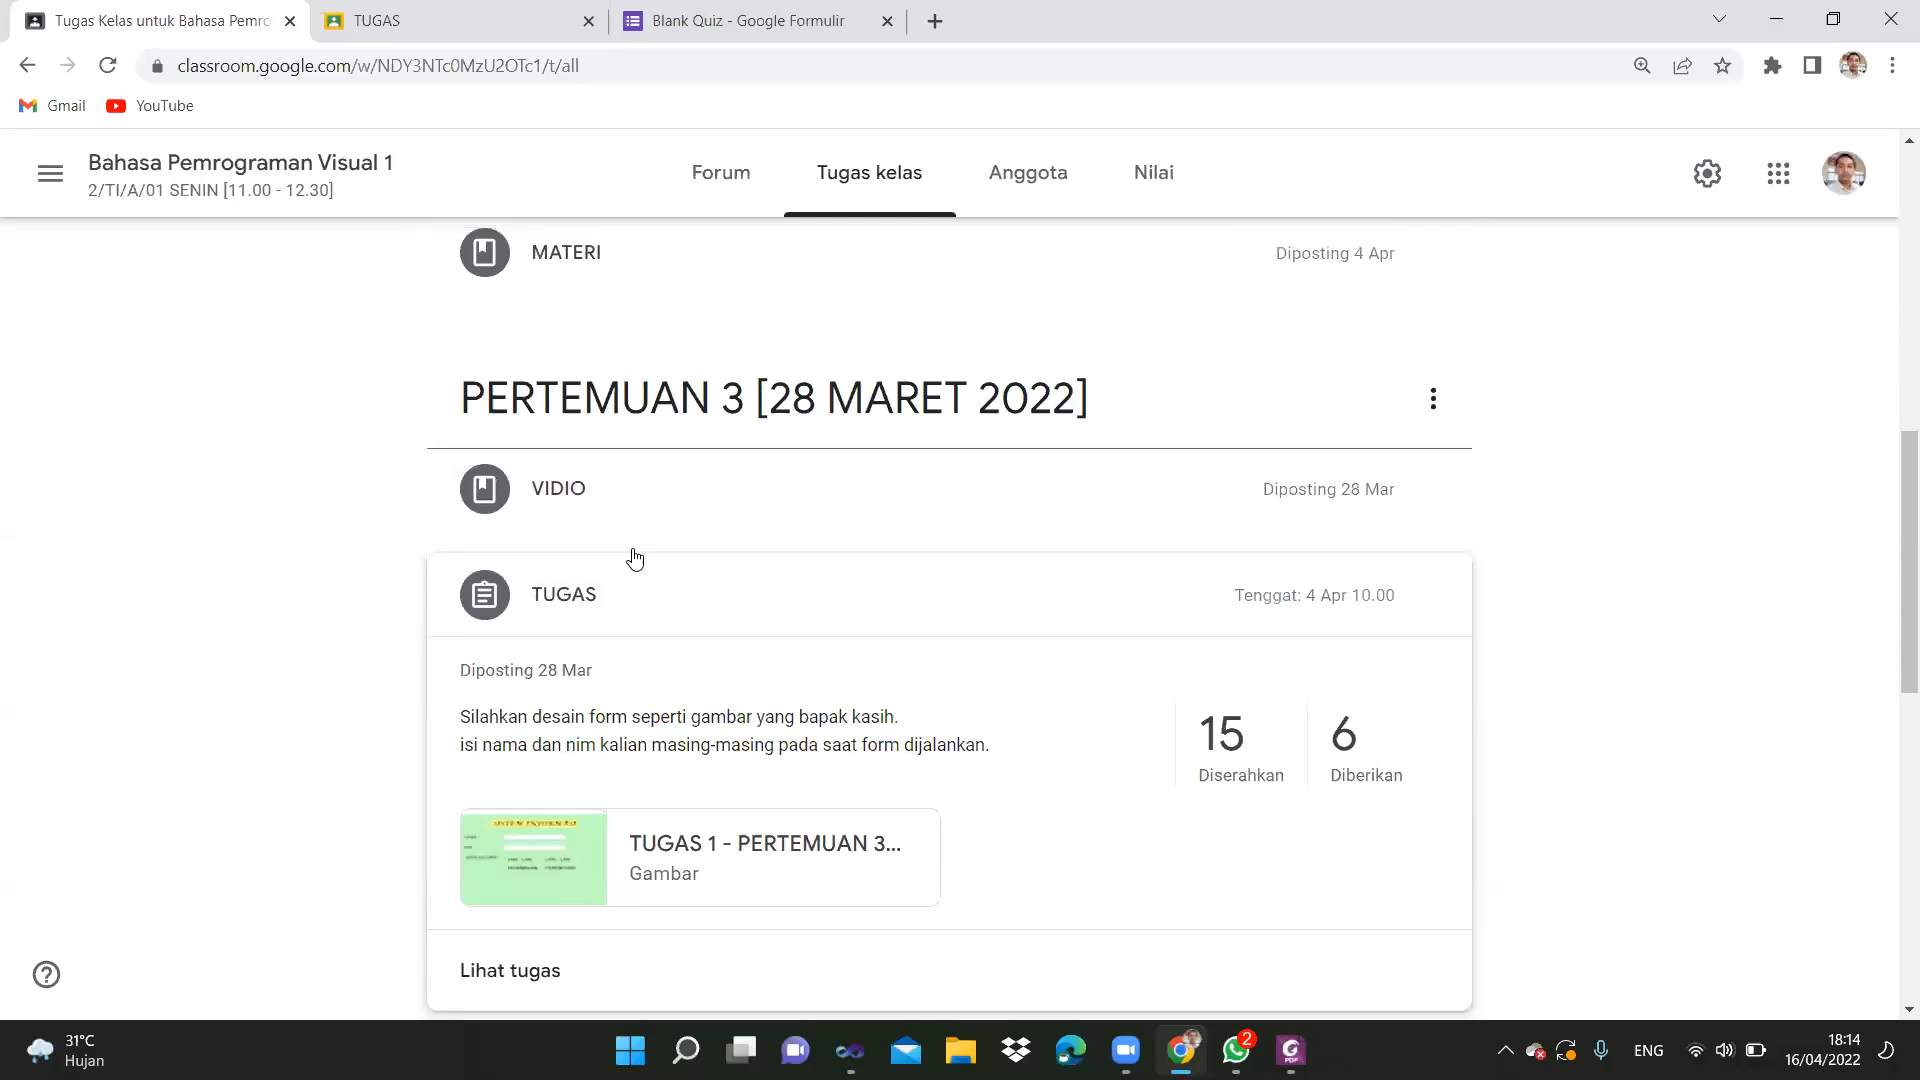 Tugas Kelas untuk Bahasa Pemro
TUGAS
Blank Quiz - Google Formulir
classroom.google.com/w/NDY3NTc0MzU2OTc1/t/all
Gmail
YouTube
Bahasa Pemrograman Visual 1
2/TI/A/01 SENIN [11.00 - 12.30]
Forum
Tugas kelas
Anggota
Nilai
MATERI
Diposting 4 Apr
PERTEMUAN 3 [28 MARET 2022]
VIDIO
Diposting 28 Mar
TUGAS
Tenggat: 4 Apr 10.00
Diposting 28 Mar
Silahkan desain form seperti gambar yang bapak kasih.
isi nama dan nim kalian masing-masing pada saat form dijalankan.
15
Diserahkan
6
Diberikan
TUGAS 1 - PERTEMUAN 3...
Gambar
Lihat tugas
31°C
Hujan
2
PDF
ENG
18:14
16/04/2022